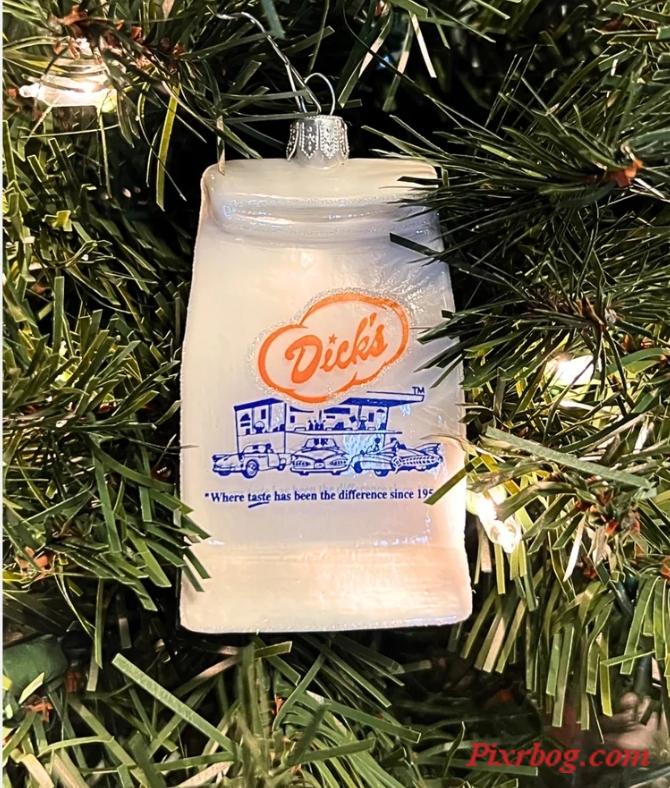 Dick's
TM
"Where taste has been the difference since 195
Pixrbog.com